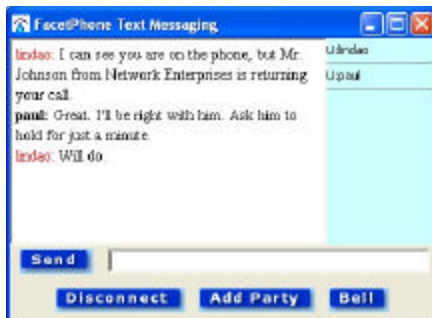 FacetPhone Text Messaging
lindao: I can see you are on the phone, but Mr.
Johnson from Network Enterprises is returning
your call.
paul: Great. I'll be right with him. Ask him to
hold for just a minute.
lindao: Will do
U:lindao
U:paul
Send
Disconnect Add Party Bell